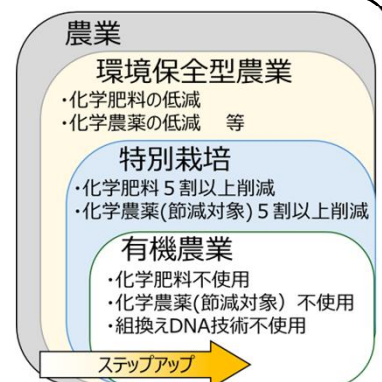 農業
環境保全型農業
・化学肥料の低減
・化学農薬の低減 等
特別栽培
・化学肥料５割以上削減
・化学農薬(節減対象)５割以上削減
有機農業
・化学肥料不使用
・化学農薬(節減対象）不使用
・組換えDNA技術不使用
ステップアップ